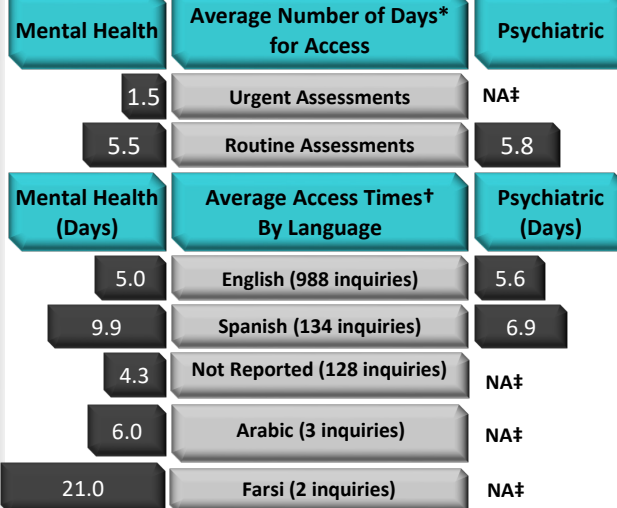 Mental Health
Average Number of Days*
for Access
Psychiatric
1.5
Urgent Assessments
NA‡
5.5
Routine Assessments
5.8
Mental Health
(Days)
Average Access Times†
By Language
Psychiatric
(Days)
5.0
English (988 inquiries)
5.6
9.9
Spanish (134 inquiries)
6.9
4.3
Not Reported (128 inquiries)
NA‡
6.0
Arabic (3 inquiries)
NA‡
21.0
Farsi (2 inquiries)
NA‡